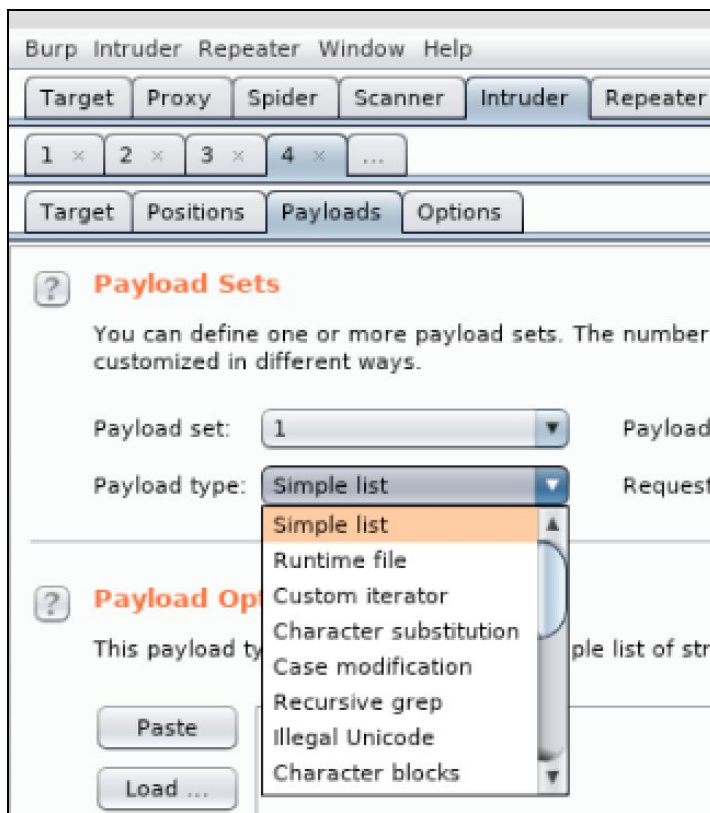 Burp Intruder Repeater Window Help
Target Proxy Spider Scanner Intruder Repeater
1 × 2 × 3 × 4 × ...
Target Positions Payloads Options
? Payload Sets
You can define one or more payload sets. The number
customized in different ways.
Payload set: 1 Payload
Payload type: Simple list Request
Simple list
Runtime file
Custom iterator
? Payload Op
Character substitution
This payload ty ple list of str
Case modification
Recursive grep
Paste
Illegal Unicode
Character blocks
Load ...